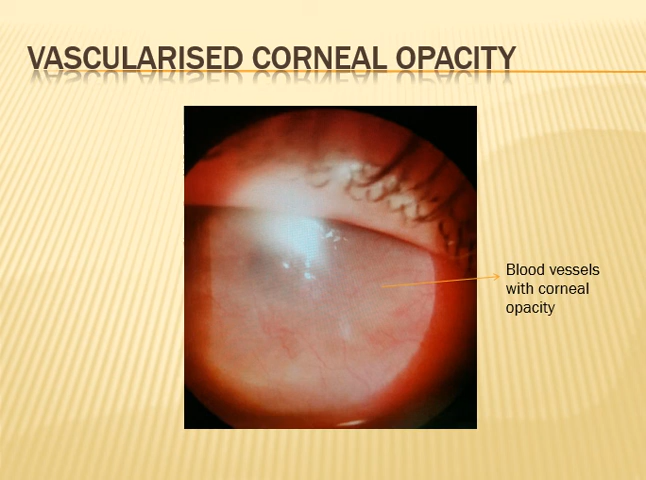 VASCULARISED CORNEAL OPACITY
Blood vessels
with corneal
opacity